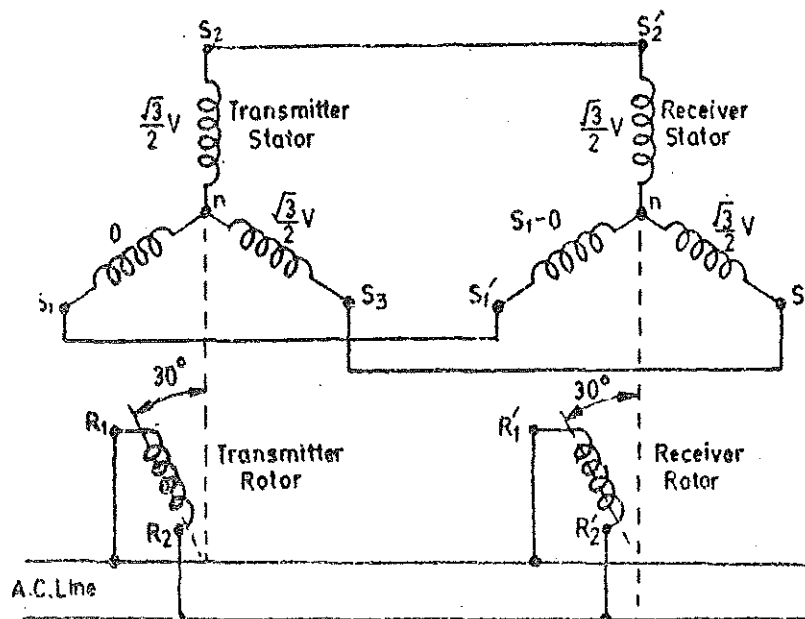 S₂
S₂′
√3/2 V
Transmitter
Stator
√3/2 V
Receiver
Stator
n
n
0
√3/2 V
S₁-0
√3/2 V
S₁
S₃
S₁′
S
30°
30°
R₁
R₁′
Transmitter
Rotor
Receiver
Rotor
R₂
R₂′
A.C. Line